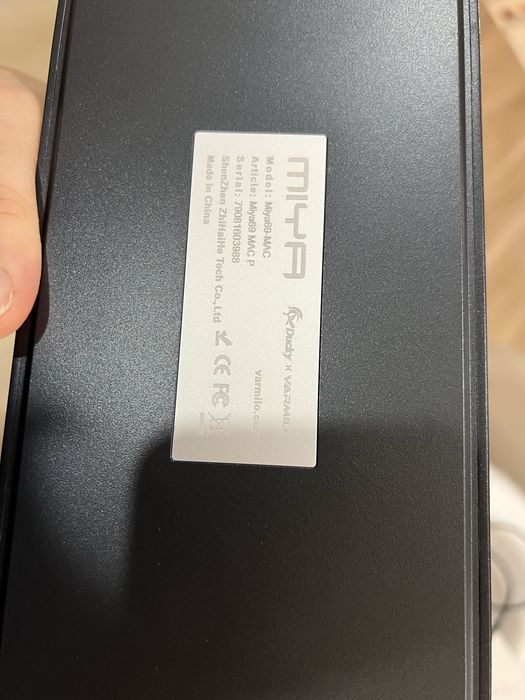 MIYA
Ducky × VARMILO
Model: Miya69-MAC
Article: Miya69 MAC P
varmilo.com
Serial: 79081603988
ShenZhen ZhiHaiHe Tech Co.,Ltd
Made in China
CE FC